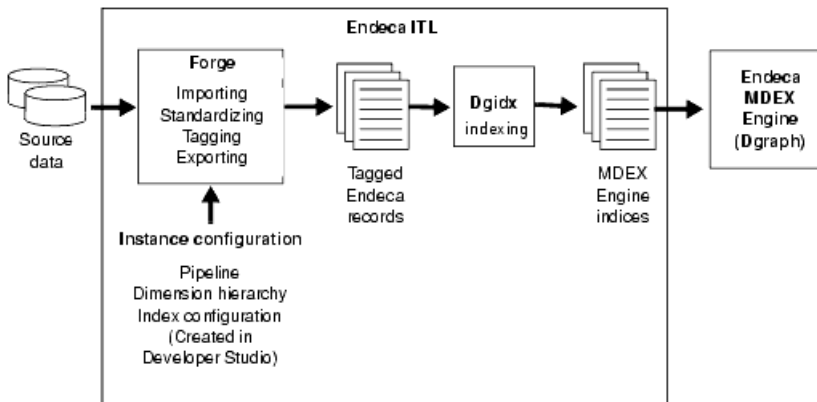 Endeca ITL
Source
data
Forge
Importing
Standardizing
Tagging
Exporting
Instance configuration
Pipeline
Dimension hierarchy
Index configuration
(Created in
Developer Studio)
Tagged
Endeca
records
Dgidx
indexing
MDEX
Engine
indices
Endeca
MDEX
Engine
(Dgraph)